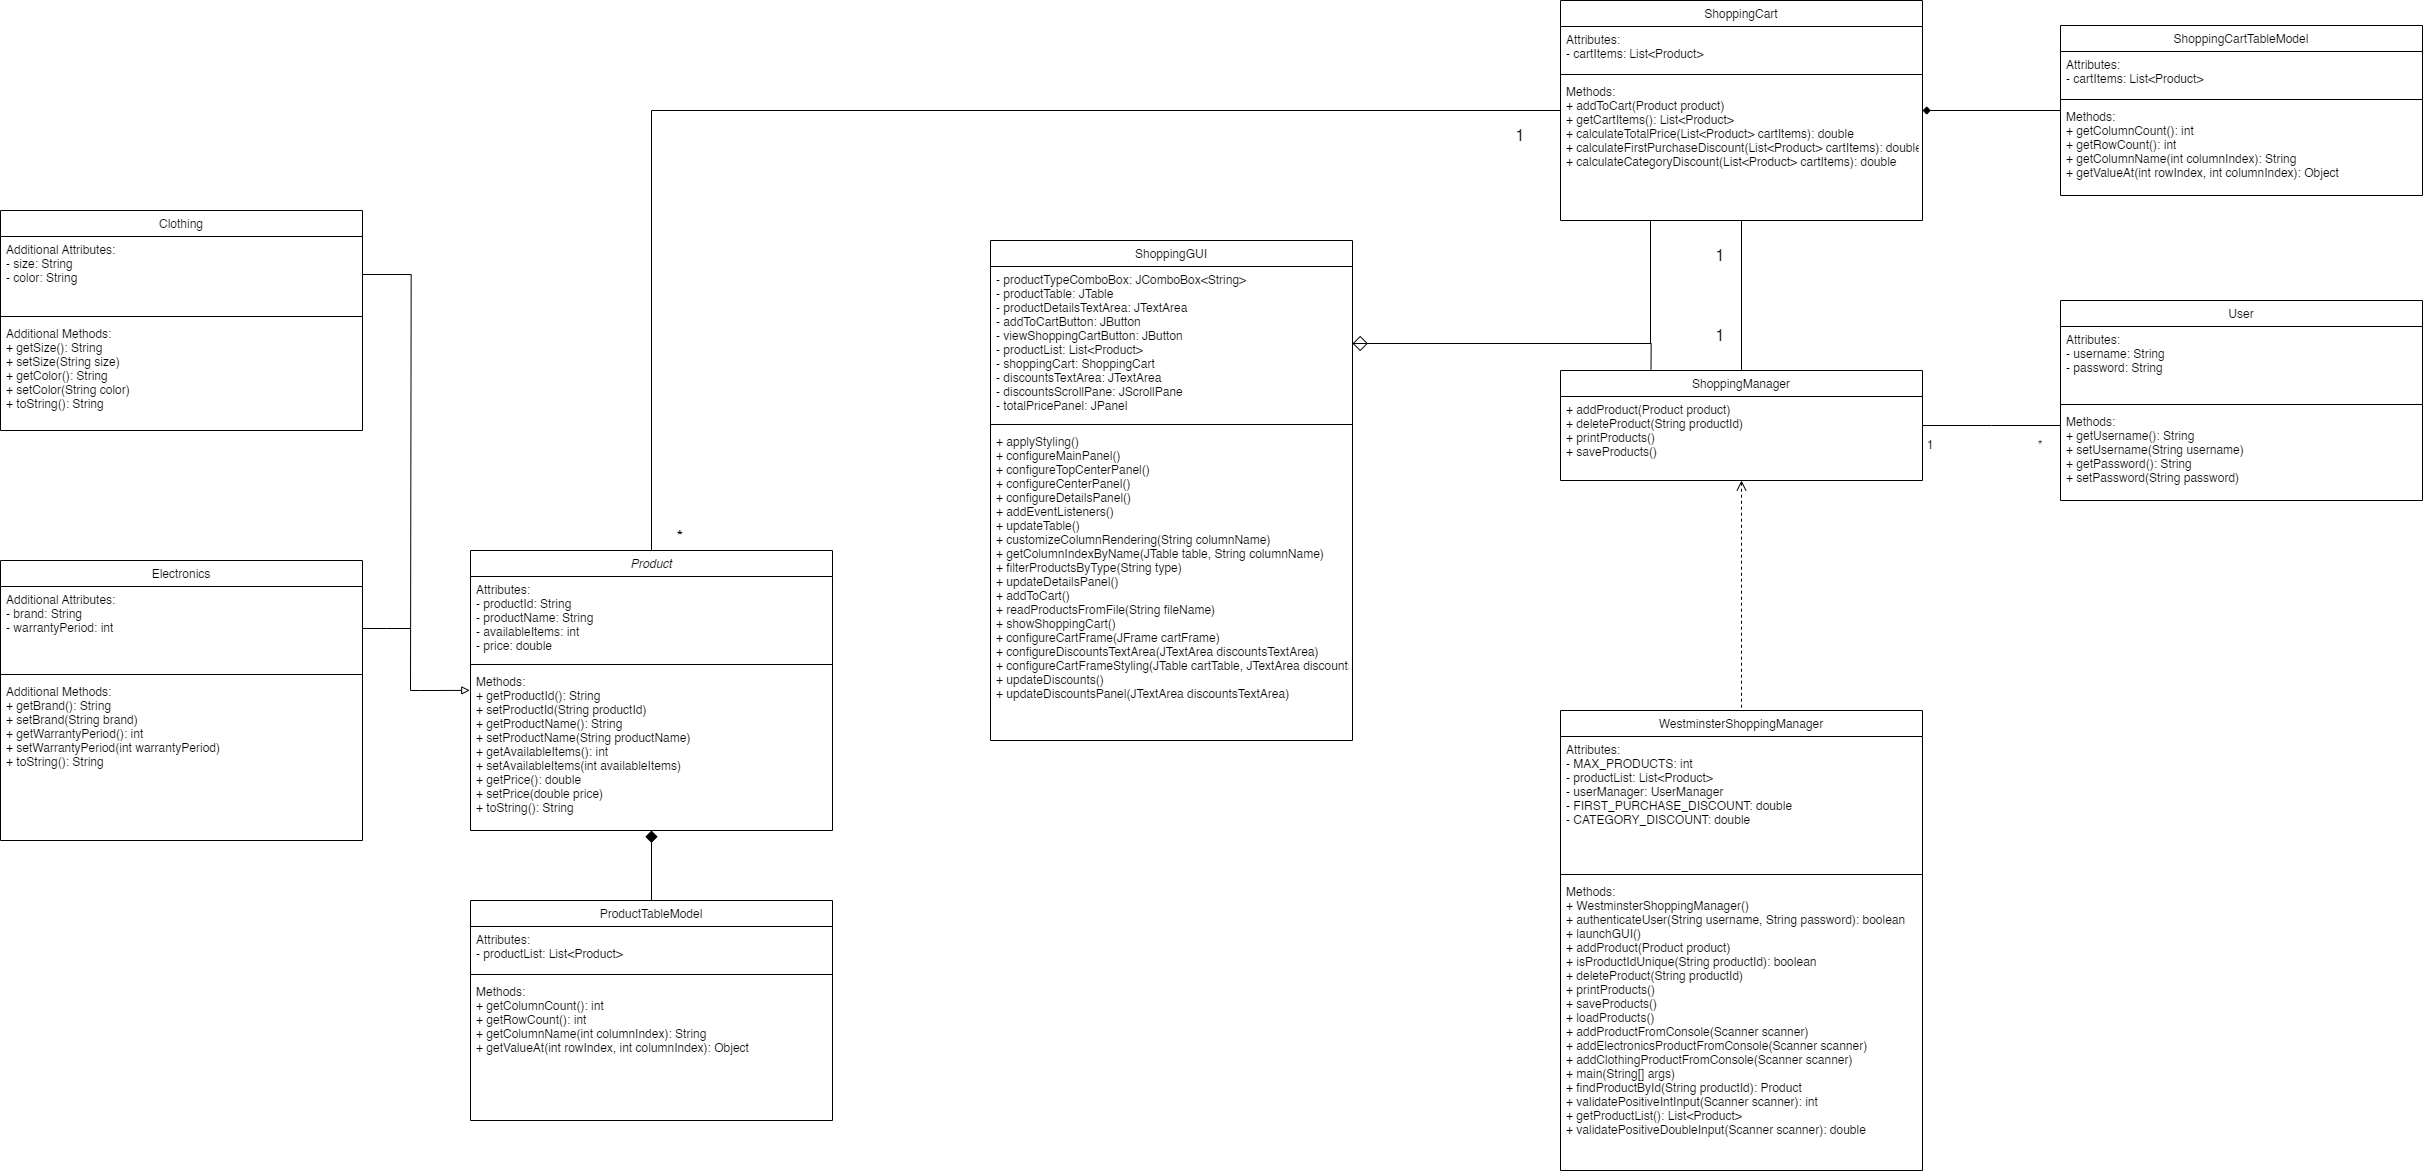 ShoppingCart
Attributes:
- cartItems: List<Product>
Methods:
+ addToCart(Product product)
+ getCartItems(): List<Product>
+ calculateTotalPrice(List<Product> cartItems): double
+ calculateFirstPurchaseDiscount(List<Product> cartItems): double
+ calculateCategoryDiscount(List<Product> cartItems): double
ShoppingCartTableModel
Attributes:
- cartItems: List<Product>
Methods:
+ getColumnCount(): int
+ getRowCount(): int
+ getColumnName(int columnIndex): String
+ getValueAt(int rowIndex, int columnIndex): Object
1
Clothing
Additional Attributes:
- size: String
- color: String
Additional Methods:
+ getSize(): String
+ setSize(String size)
+ getColor(): String
+ setColor(String color)
+ toString(): String
ShoppingGUI
- productTypeComboBox: JComboBox<String>
- productTable: JTable
- productDetailsTextArea: JTextArea
- addToCartButton: JButton
- viewShoppingCartButton: JButton
- productList: List<Product>
- shoppingCart: ShoppingCart
- discountsTextArea: JTextArea
- discountsScrollPane: JScrollPane
- totalPricePanel: JPanel
+ applyStyling()
+ configureMainPanel()
+ configureTopCenterPanel()
+ configureCenterPanel()
+ configureDetailsPanel()
+ addEventListeners()
+ updateTable()
+ customizeColumnRendering(String columnName)
+ getColumnIndexByName(JTable table, String columnName)
+ filterProductsByType(String type)
+ updateDetailsPanel()
+ addToCart()
+ readProductsFromFile(String fileName)
+ showShoppingCart()
+ configureCartFrame(JFrame cartFrame)
+ configureDiscountsTextArea(JTextArea discountsTextArea)
+ configureCartFrameStyling(JTable cartTable, JTextArea discount
+ updateDiscounts()
+ updateDiscountsPanel(JTextArea discountsTextArea)
1
1
ShoppingManager
+ addProduct(Product product)
+ deleteProduct(String productId)
+ printProducts()
+ saveProducts()
1
*
User
Attributes:
- username: String
- password: String
Methods:
+ getUsername(): String
+ setUsername(String username)
+ getPassword(): String
+ setPassword(String password)
*
Electronics
Additional Attributes:
- brand: String
- warrantyPeriod: int
Additional Methods:
+ getBrand(): String
+ setBrand(String brand)
+ getWarrantyPeriod(): int
+ setWarrantyPeriod(int warrantyPeriod)
+ toString(): String
Product
Attributes:
- productId: String
- productName: String
- availableItems: int
- price: double
Methods:
+ getProductId(): String
+ setProductId(String productId)
+ getProductName(): String
+ setProductName(String productName)
+ getAvailableItems(): int
+ setAvailableItems(int availableItems)
+ getPrice(): double
+ setPrice(double price)
+ toString(): String
ProductTableModel
Attributes:
- productList: List<Product>
Methods:
+ getColumnCount(): int
+ getRowCount(): int
+ getColumnName(int columnIndex): String
+ getValueAt(int rowIndex, int columnIndex): Object
WestminsterShoppingManager
Attributes:
- MAX_PRODUCTS: int
- productList: List<Product>
- userManager: UserManager
- FIRST_PURCHASE_DISCOUNT: double
- CATEGORY_DISCOUNT: double
Methods:
+ WestminsterShoppingManager()
+ authenticateUser(String username, String password): boolean
+ launchGUI()
+ addProduct(Product product)
+ isProductIdUnique(String productId): boolean
+ deleteProduct(String productId)
+ printProducts()
+ saveProducts()
+ loadProducts()
+ addProductFromConsole(Scanner scanner)
+ addElectronicsProductFromConsole(Scanner scanner)
+ addClothingProductFromConsole(Scanner scanner)
+ main(String[] args)
+ findProductById(String productId): Product
+ validatePositiveIntInput(Scanner scanner): int
+ getProductList(): List<Product>
+ validatePositiveDoubleInput(Scanner scanner): double